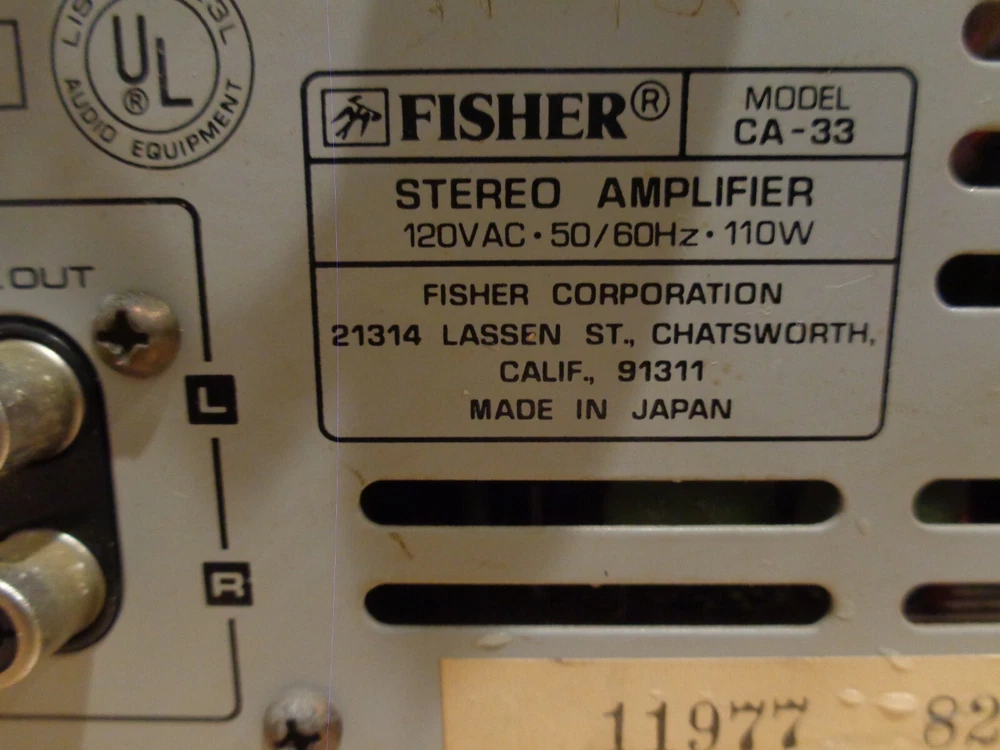 UL
®
AUDIO EQUIPMENT
FISHER®
MODEL
CA-33
STEREO AMPLIFIER
120VAC·50/60Hz·110W
FISHER CORPORATION
21314 LASSEN ST., CHATSWORTH,
CALIF., 91311
MADE IN JAPAN
OUT
L
R
11977 82